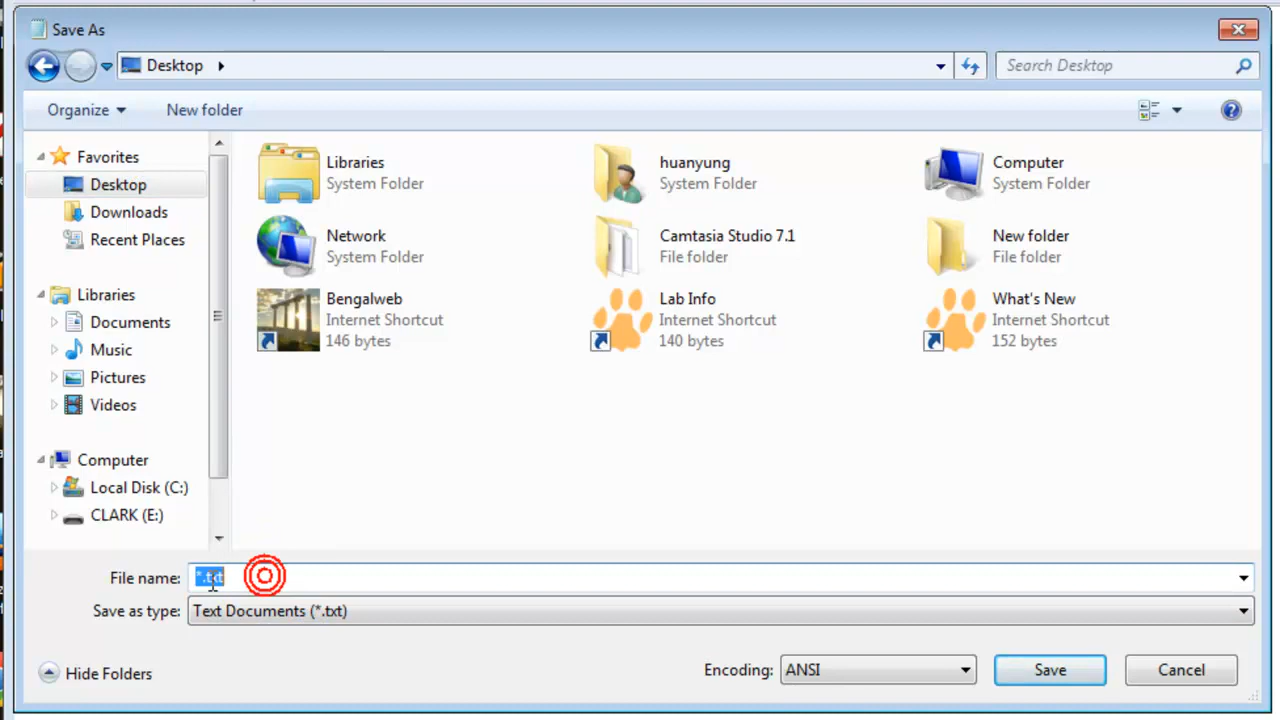 Save As
Desktop
Search Desktop
Organize
New folder
Favorites
Desktop
Downloads
Recent Places
Libraries
Documents
Music
Pictures
Videos
Computer
Local Disk (C:)
CLARK (E:)
Libraries
System Folder
huanyung
System Folder
Computer
System Folder
Network
System Folder
Camtasia Studio 7.1
File folder
New folder
File folder
Bengalweb
Internet Shortcut
146 bytes
Lab Info
Internet Shortcut
140 bytes
What's New
Internet Shortcut
152 bytes
File name: *.txt
Save as type: Text Documents (*.txt)
Hide Folders
Encoding: ANSI
Save
Cancel